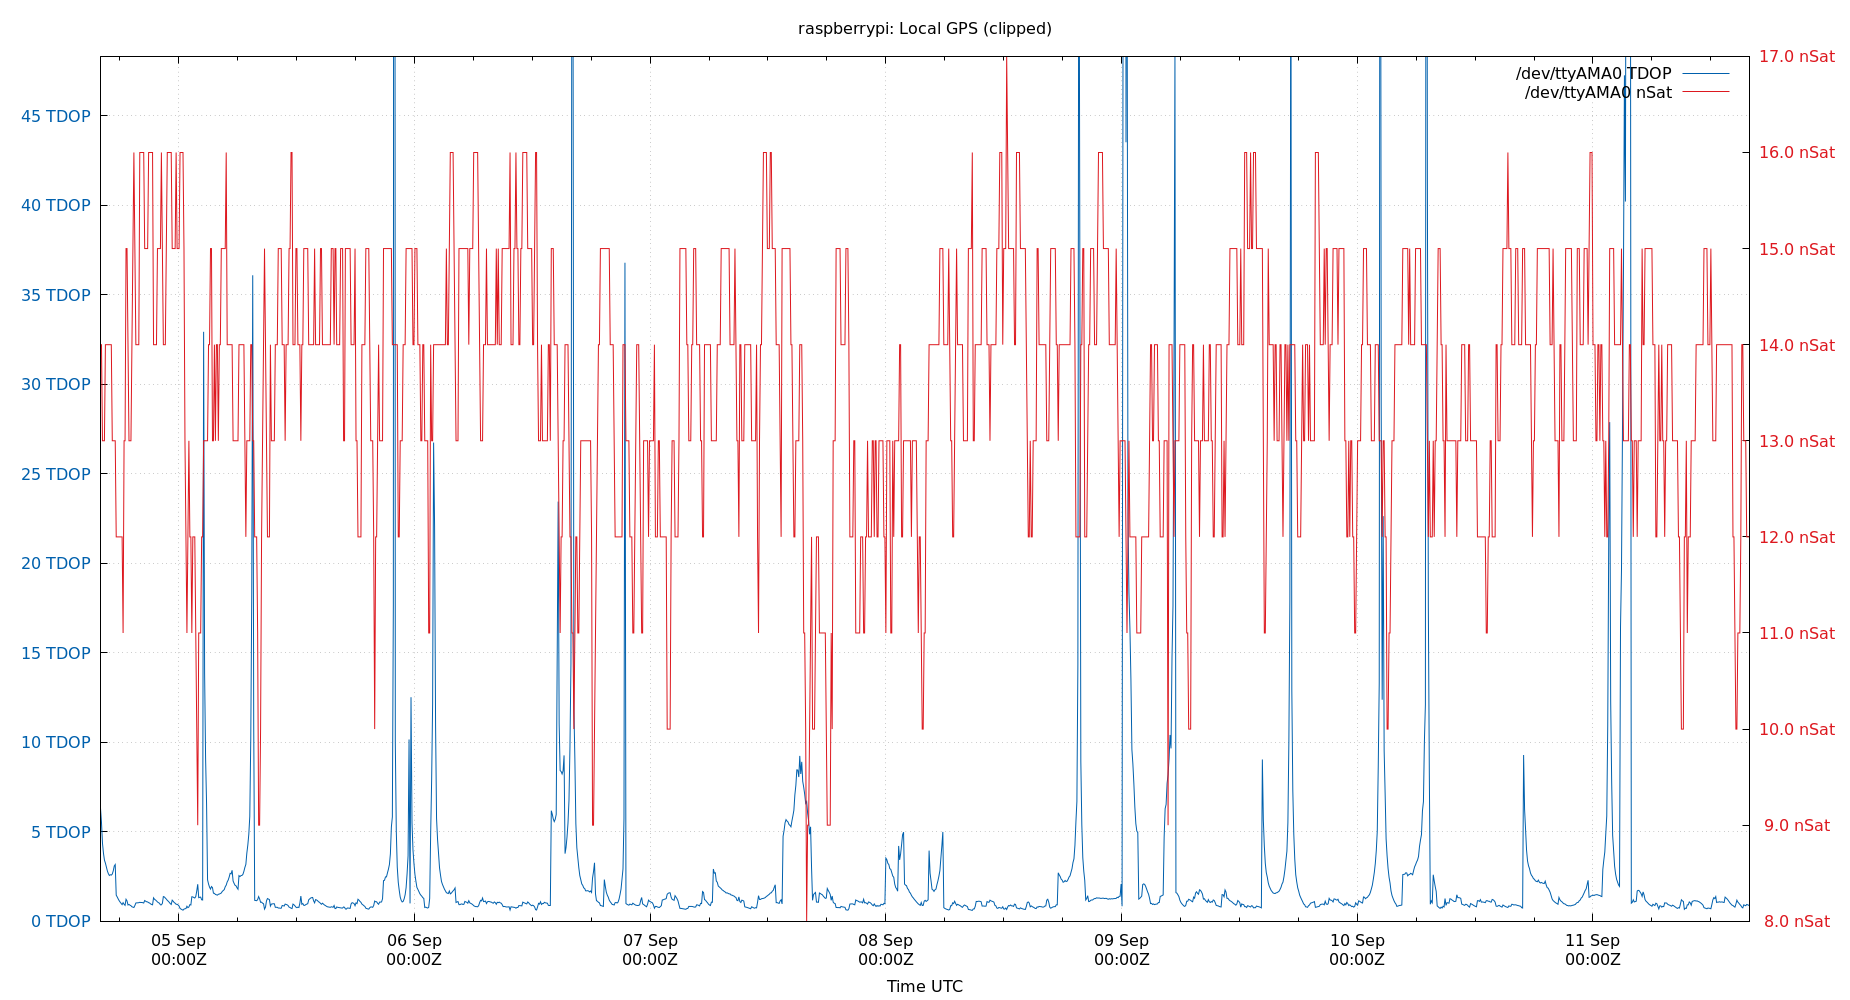 raspberrypi: Local GPS (clipped)
/dev/ttyAMA0 TDOP
/dev/ttyAMA0 nSat
45 TDOP
40 TDOP
35 TDOP
30 TDOP
25 TDOP
20 TDOP
15 TDOP
10 TDOP
5 TDOP
0 TDOP
17.0 nSat
16.0 nSat
15.0 nSat
14.0 nSat
13.0 nSat
12.0 nSat
11.0 nSat
10.0 nSat
9.0 nSat
8.0 nSat
05 Sep
00:00Z
06 Sep
00:00Z
07 Sep
00:00Z
08 Sep
00:00Z
09 Sep
00:00Z
10 Sep
00:00Z
11 Sep
00:00Z
Time UTC